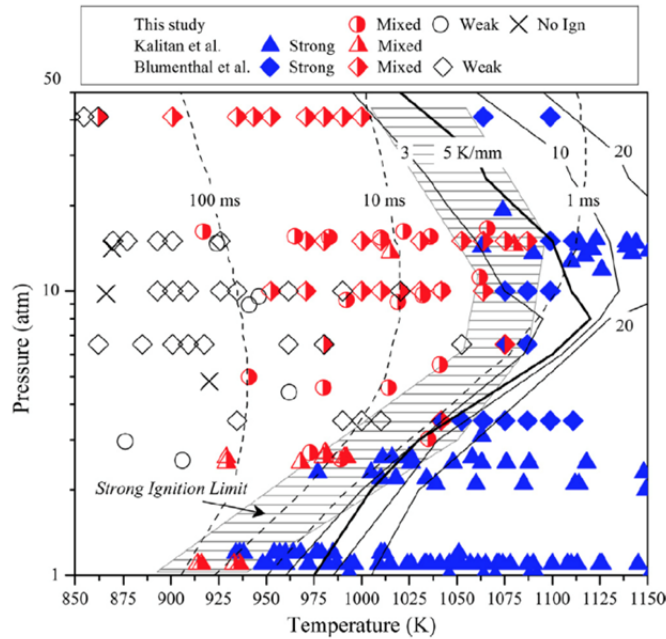 This study Mixed Weak No Ign
Kalitan et al. Strong Mixed
Blumenthal et al. Strong Mixed Weak
50
3 5 K/mm 10 20
100 ms 10 ms 1 ms
10
20
Pressure (atm)
Strong Ignition Limit
1
850 875 900 925 950 975 1000 1025 1050 1075 1100 1125 1150
Temperature (K)